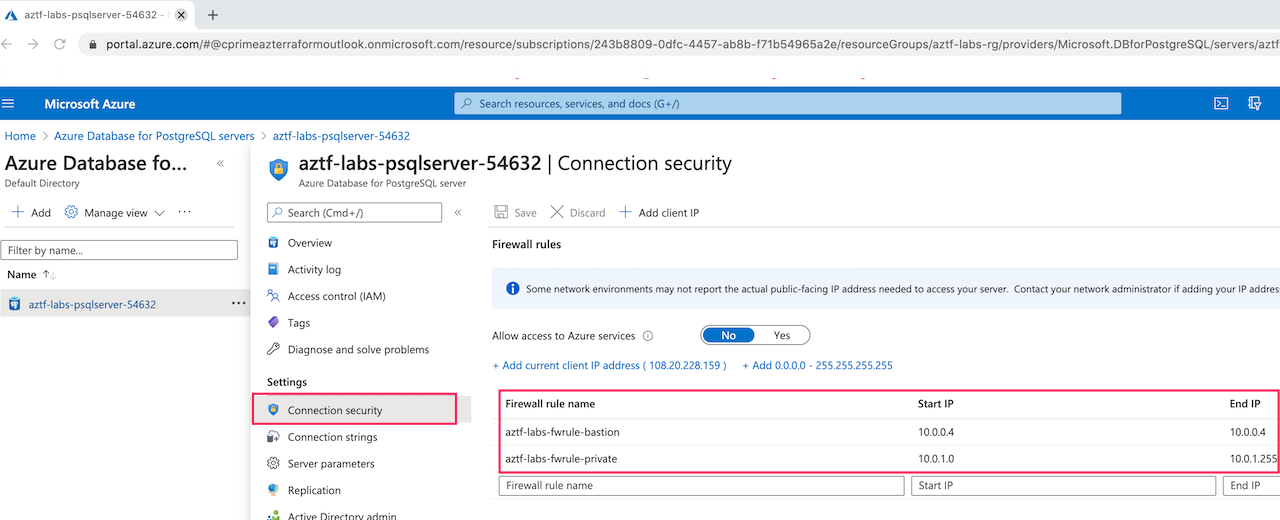 aztf-labs-psqlserver-54632 -
portal.azure.com/#@cprimeazterraformoutlook.onmicrosoft.com/resource/subscriptions/243b8809-0dfc-4457-ab8b-f71b54965a2e/resourceGroups/aztf-labs-rg/providers/Microsoft.DBforPostgreSQL/servers/aztf
Microsoft Azure
Search resources, services, and docs (G+/)
Home > Azure Database for PostgreSQL servers > aztf-labs-psqlserver-54632
Azure Database fo... «
Default Directory
+ Add Manage view ...
Filter by name...
Name ↑↓
aztf-labs-psqlserver-54632 ...
aztf-labs-psqlserver-54632 | Connection security
Azure Database for PostgreSQL server
Search (Cmd+/) «
Overview
Activity log
Access control (IAM)
Tags
Diagnose and solve problems
Settings
Connection security
Connection strings
Server parameters
Replication
Active Directory admin
Save Discard + Add client IP
Firewall rules
Some network environments may not report the actual public-facing IP address needed to access your server. Contact your network administrator if adding your IP address
Allow access to Azure services No Yes
+ Add current client IP address ( 108.20.228.159 ) + Add 0.0.0.0 - 255.255.255.255
Firewall rule name Start IP End IP
aztf-labs-fwrule-bastion 10.0.0.4 10.0.0.4
aztf-labs-fwrule-private 10.0.1.0 10.0.1.255
Firewall rule name Start IP End IP